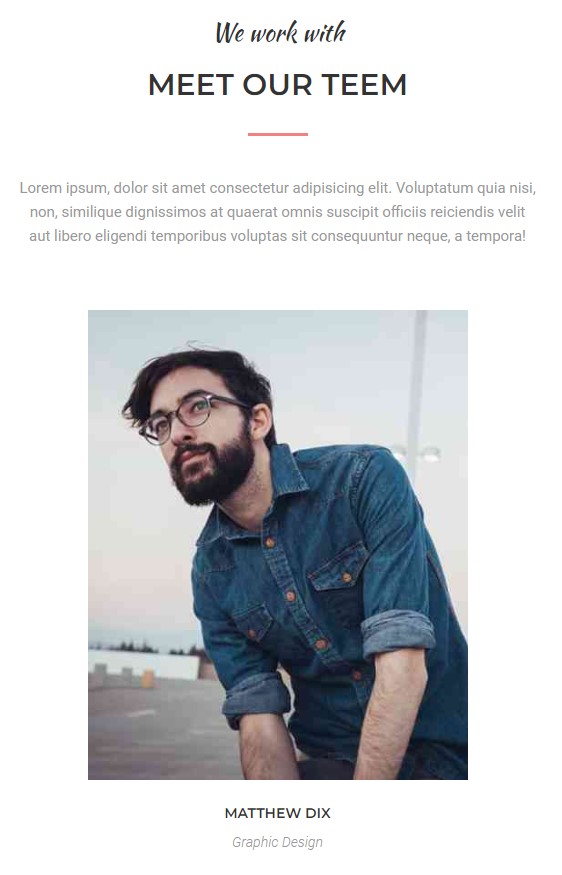 We work with
MEET OUR TEEM
Lorem ipsum, dolor sit amet consectetur adipisicing elit. Voluptatum quia nisi,
non, similique dignissimos at quaerat omnis suscipit officiis reiciendis velit
aut libero eligendi temporibus voluptas sit consequuntur neque, a tempora!
MATTHEW DIX
Graphic Design